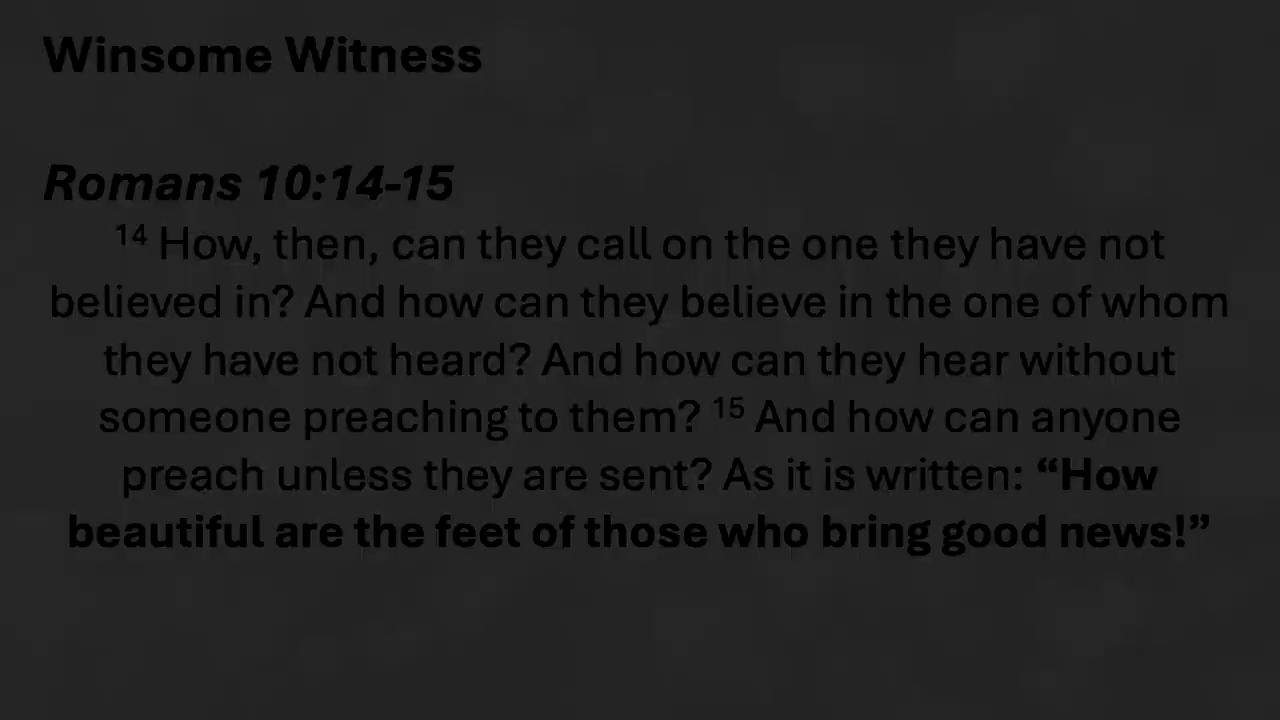 Winsome Witness
Romans 10:14-15
14 How, then, can they call on the one they have not
believed in? And how can they believe in the one of whom
they have not heard? And how can they hear without
someone preaching to them? 15 And how can anyone
preach unless they are sent? As it is written: “How
beautiful are the feet of those who bring good news!”